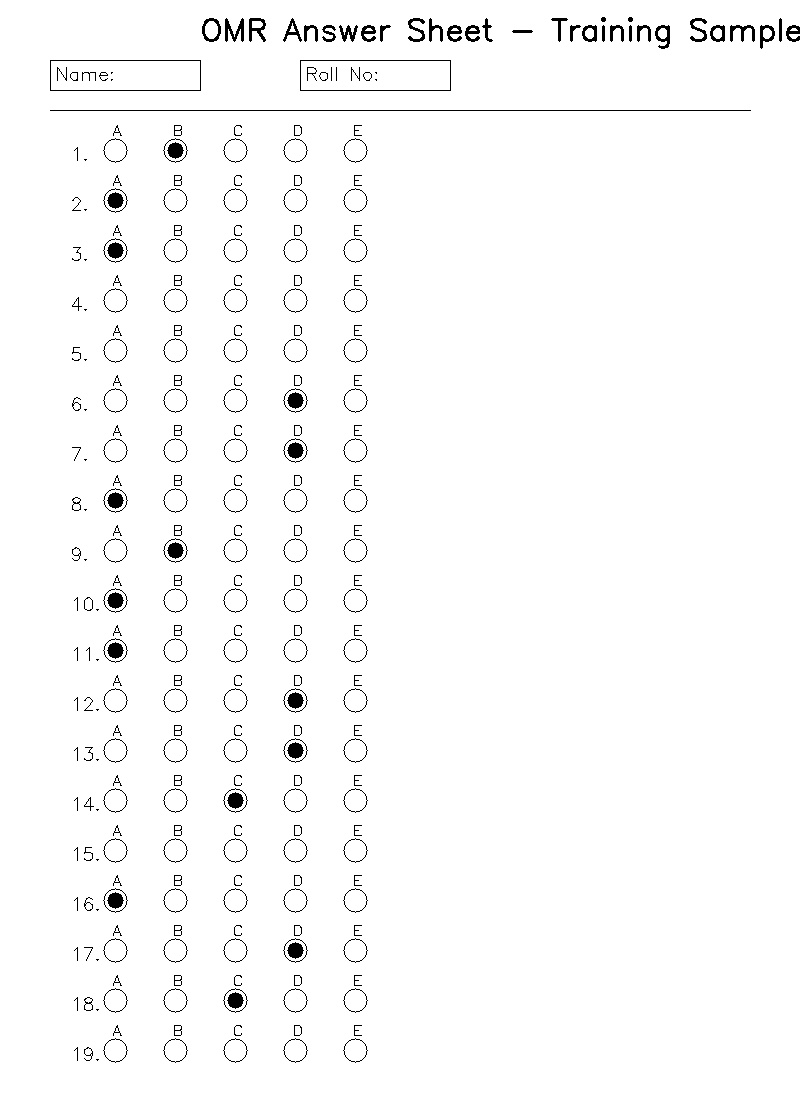 OMR Answer Sheet - Training Sample
Name: Roll No:
A B C D E
1.
A B C D E
2.
A B C D E
3.
A B C D E
4.
A B C D E
5.
A B C D E
6.
A B C D E
7.
A B C D E
8.
A B C D E
9.
A B C D E
10.
A B C D E
11.
A B C D E
12.
A B C D E
13.
A B C D E
14.
A B C D E
15.
A B C D E
16.
A B C D E
17.
A B C D E
18.
A B C D E
19.